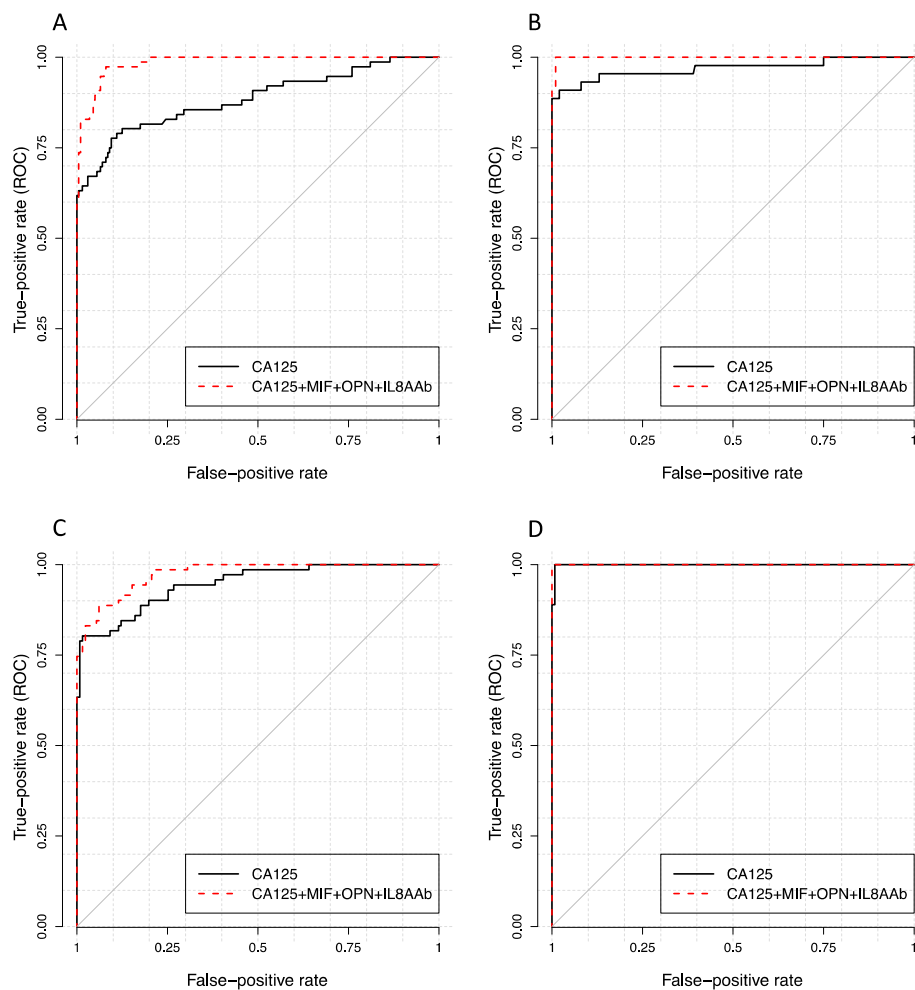 A
1.00
0.75
0.50
0.25
0.00
True−positive rate (ROC)
CA125
CA125+MIF+OPN+IL8AAb
1 0.25 0.5 0.75 1
False−positive rate
B
1.00
0.75
0.50
0.25
0.00
True−positive rate (ROC)
CA125
CA125+MIF+OPN+IL8AAb
1 0.25 0.5 0.75 1
False−positive rate
C
1.00
0.75
0.50
0.25
0.00
True−positive rate (ROC)
CA125
CA125+MIF+OPN+IL8AAb
1 0.25 0.5 0.75 1
False−positive rate
D
1.00
0.75
0.50
0.25
0.00
True−positive rate (ROC)
CA125
CA125+MIF+OPN+IL8AAb
1 0.25 0.5 0.75 1
False−positive rate